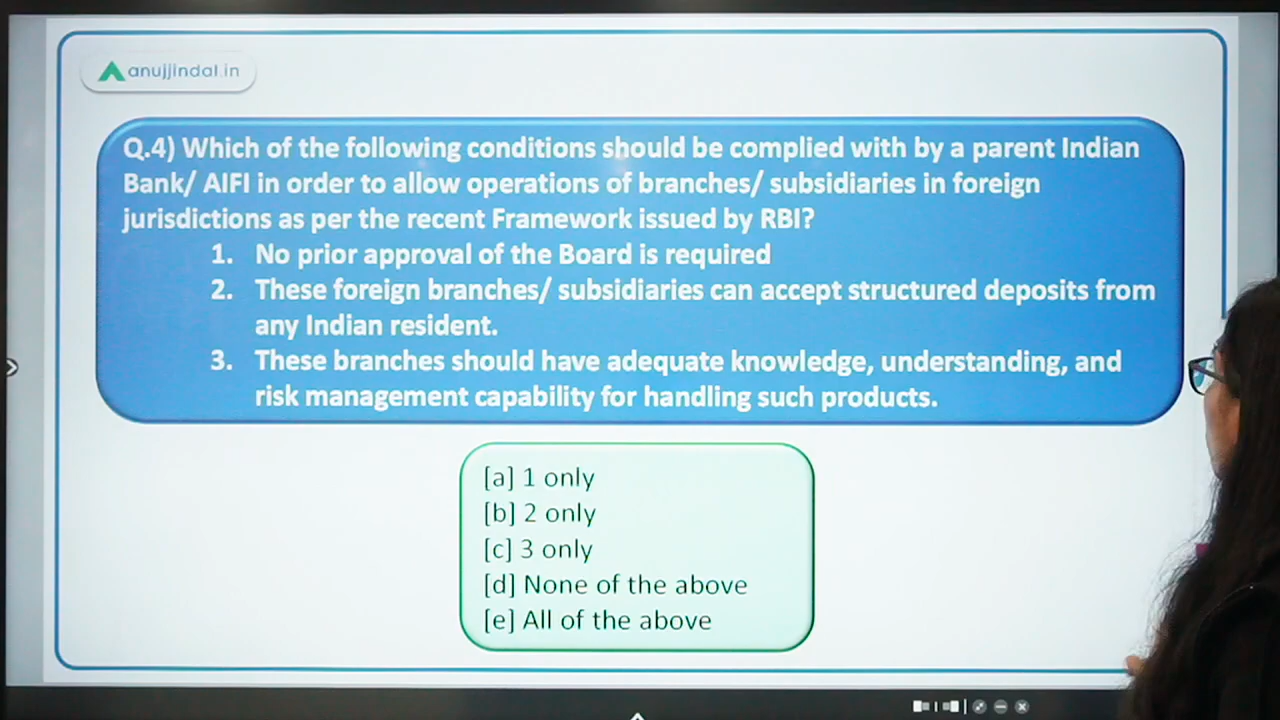 anujjindal.in
Q.4) Which of the following conditions should be complied with by a parent Indian
Bank/ AIFI in order to allow operations of branches/ subsidiaries in foreign
jurisdictions as per the recent Framework issued by RBI?
1. No prior approval of the Board is required
2. These foreign branches/ subsidiaries can accept structured deposits from
any Indian resident.
3. These branches should have adequate knowledge, understanding, and
risk management capability for handling such products.
[a] 1 only
[b] 2 only
[c] 3 only
[d] None of the above
[e] All of the above